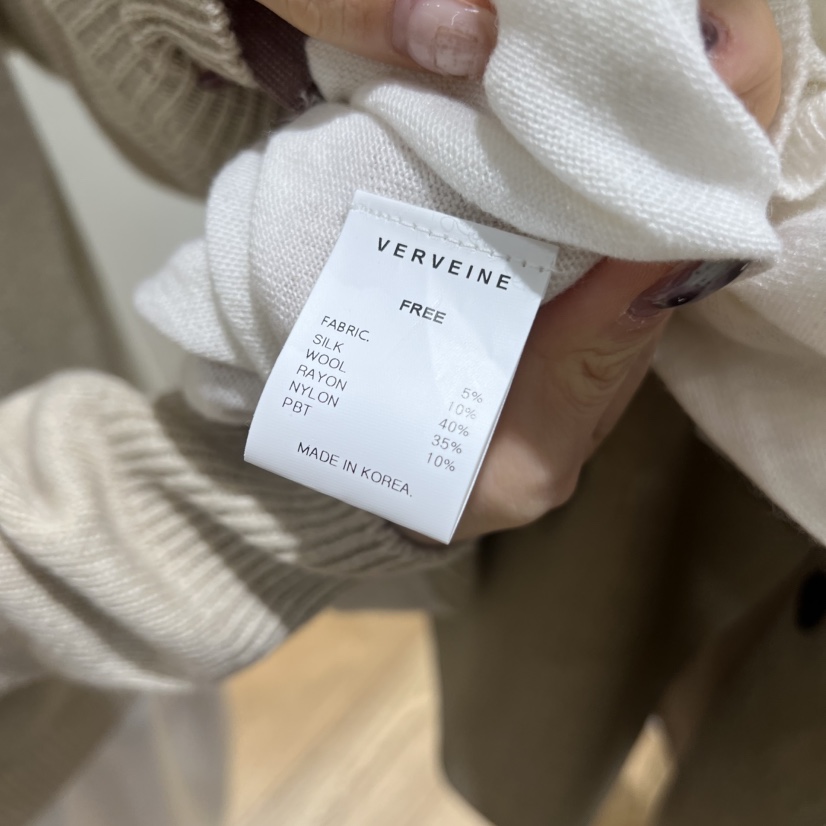 VERVEINE
FREE
FABRIC.
SILK 5%
WOOL 10%
RAYON 40%
NYLON 35%
PBT 10%
MADE IN KOREA.